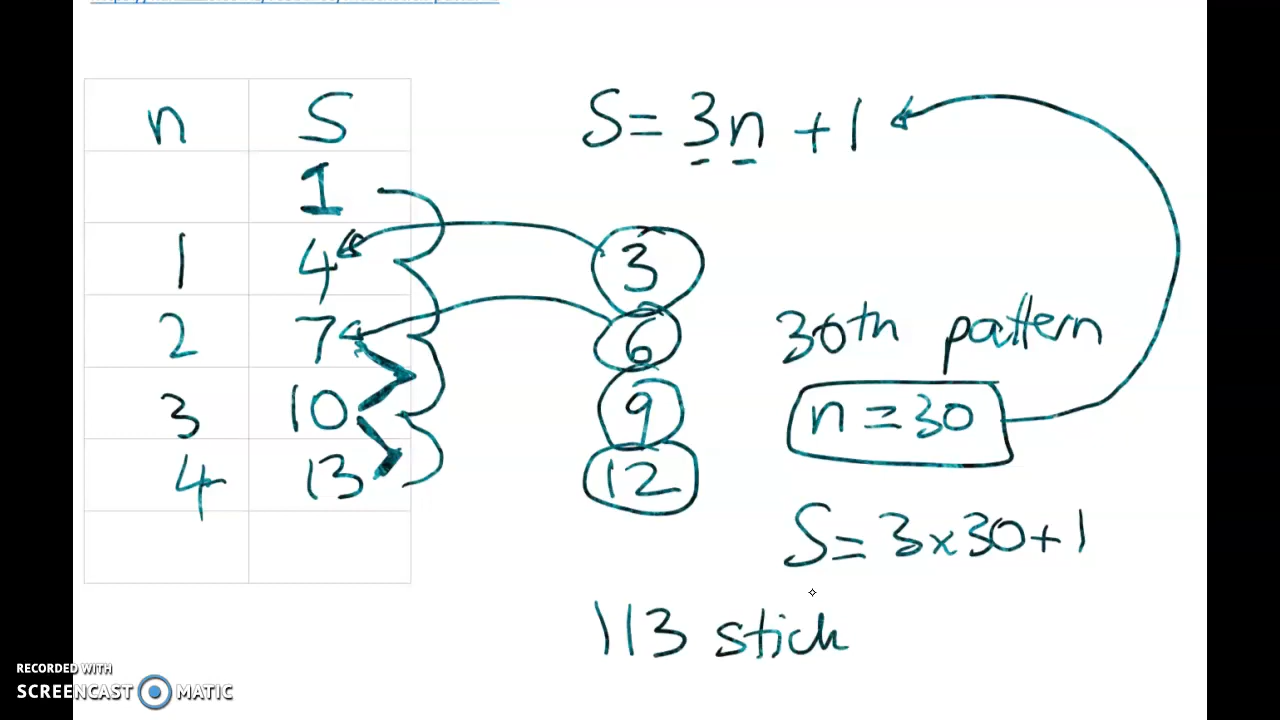 n S
S = 3n + 1
1
1 4 3
2 7 6
30th pattern
3 10 9
n = 30
4 13 12
S = 3 x 30 + 1
113 stick
RECORDED WITH
SCREENCAST MATIC